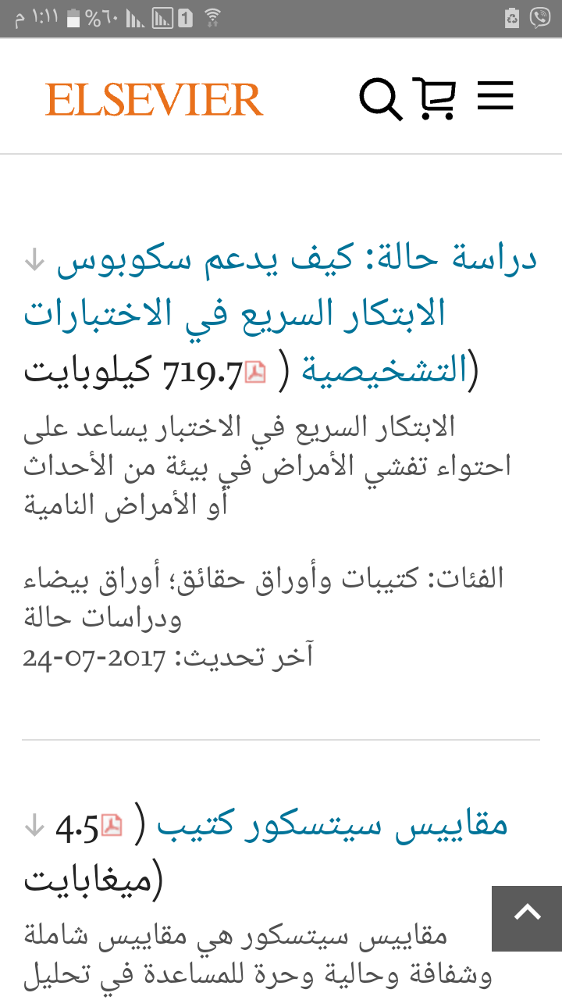 ١:١١ م
%٦٠
1
ELSEVIER
دراسة حالة: كيف يدعم سكوبوس
الابتكار السريع في الاختبارات
التشخيصية ( 719.7 كيلوبايت)
الابتكار السريع في الاختبار يساعد على
احتواء تفشي الأمراض في بيئة من الأحداث
أو الأمراض النامية
الفئات: كتيبات وأوراق حقائق؛ أوراق بيضاء
ودراسات حالة
آخر تحديث: 2017-07-24
مقاييس سيتسكور كتيب ( 4.5
ميغابايت)
مقاييس سيتسكور هي مقاييس شاملة
وشفافة وحالية وحرة للمساعدة في تحليل